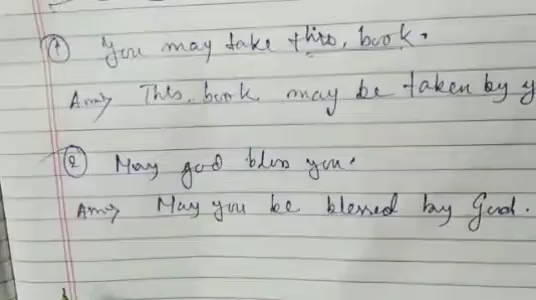 ① You may take this book.
Ans→ This book may be taken by y
② May god bless you.
Ans→ May you be blessed by God.